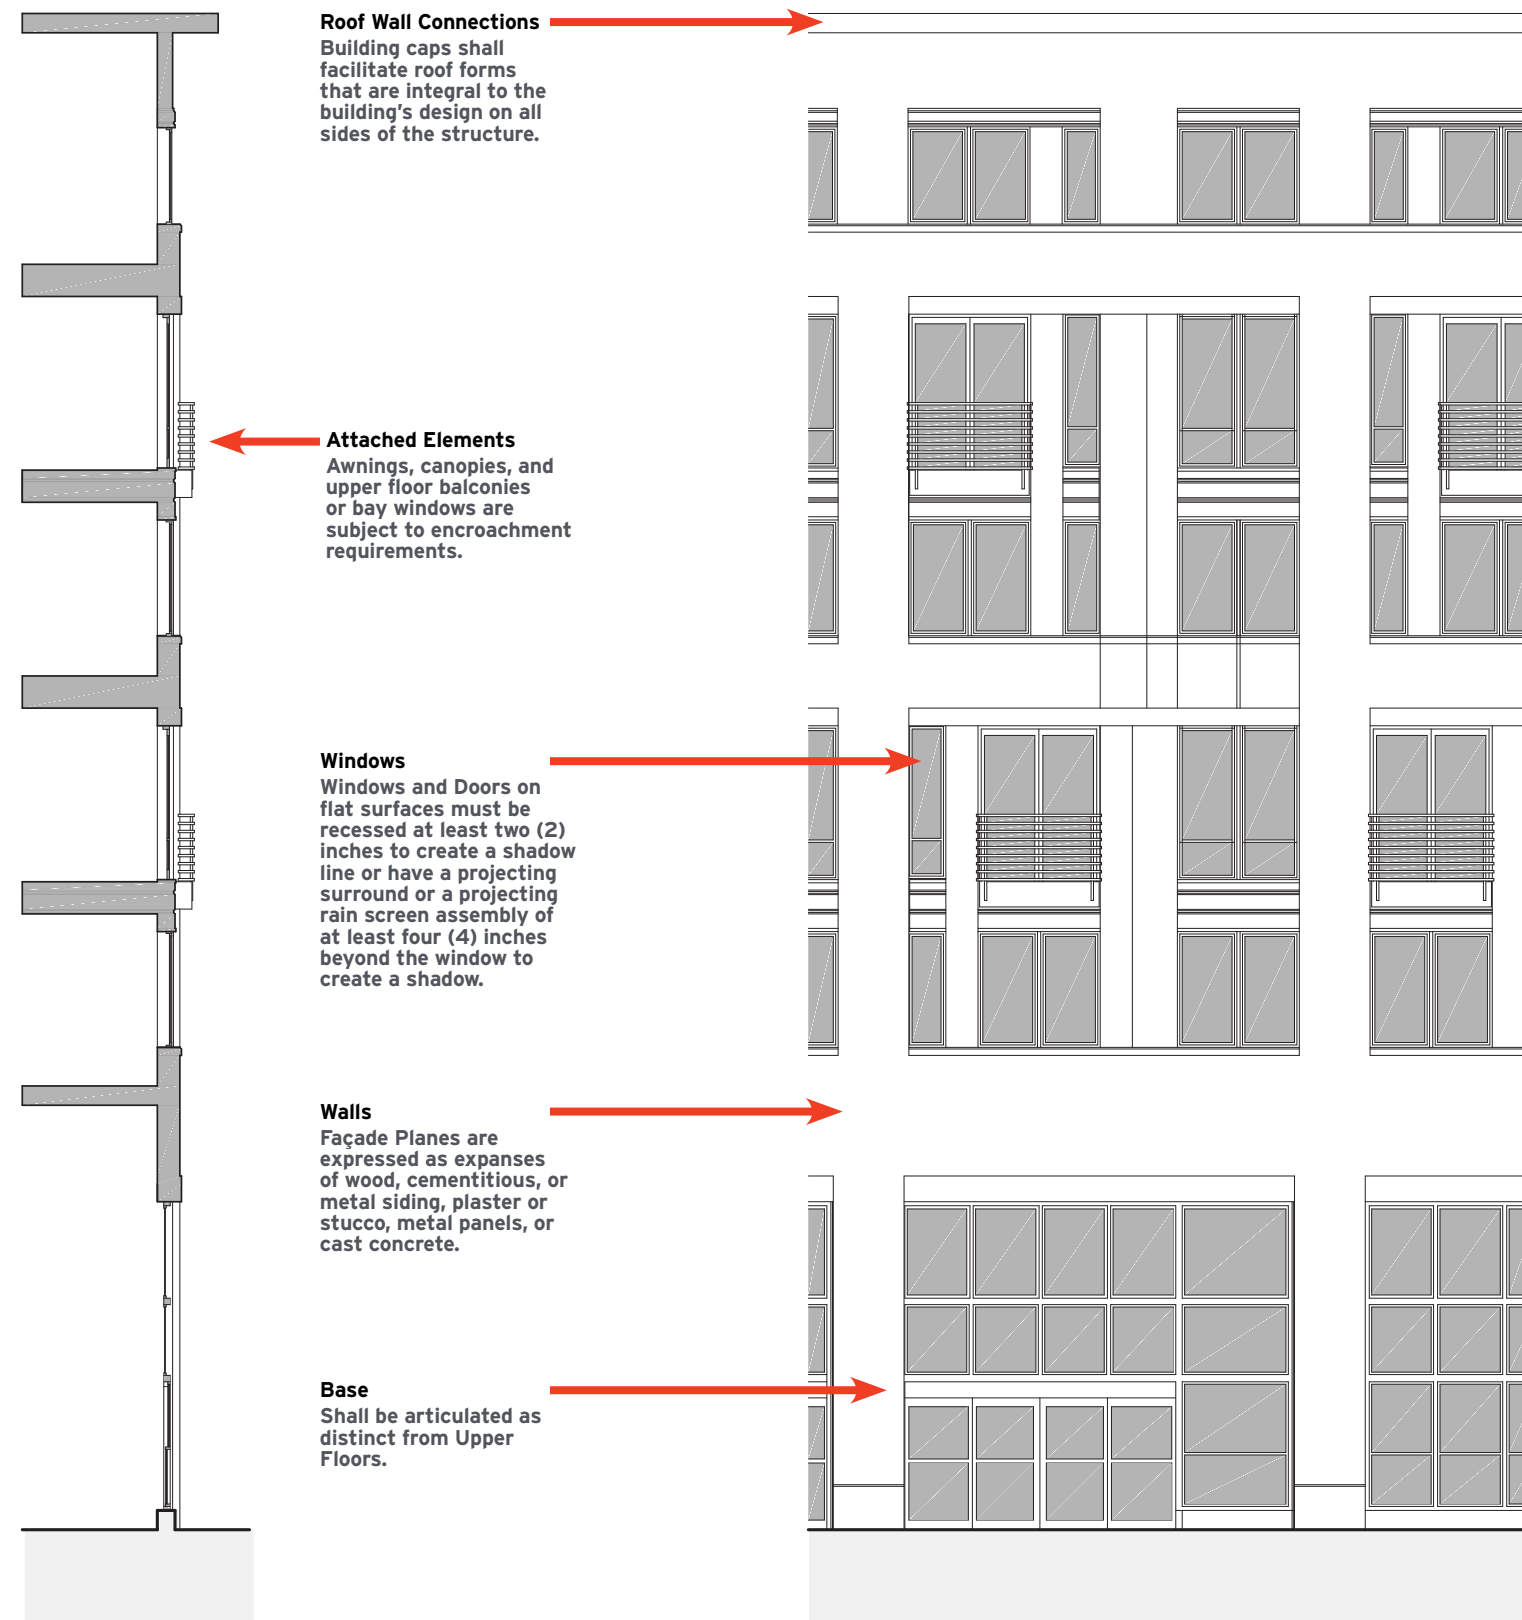 Roof Wall Connections
Building caps shall
facilitate roof forms
that are integral to the
building's design on all
sides of the structure.
Attached Elements
Awnings, canopies, and
upper floor balconies
or bay windows are
subject to encroachment
requirements.
Windows
Windows and Doors on
flat surfaces must be
recessed at least two (2)
inches to create a shadow
line or have a projecting
surround or a projecting
rain screen assembly of
at least four (4) inches
beyond the window to
create a shadow.
Walls
Façade Planes are
expressed as expanses
of wood, cementitious, or
metal siding, plaster or
stucco, metal panels, or
cast concrete.
Base
Shall be articulated as
distinct from Upper
Floors.